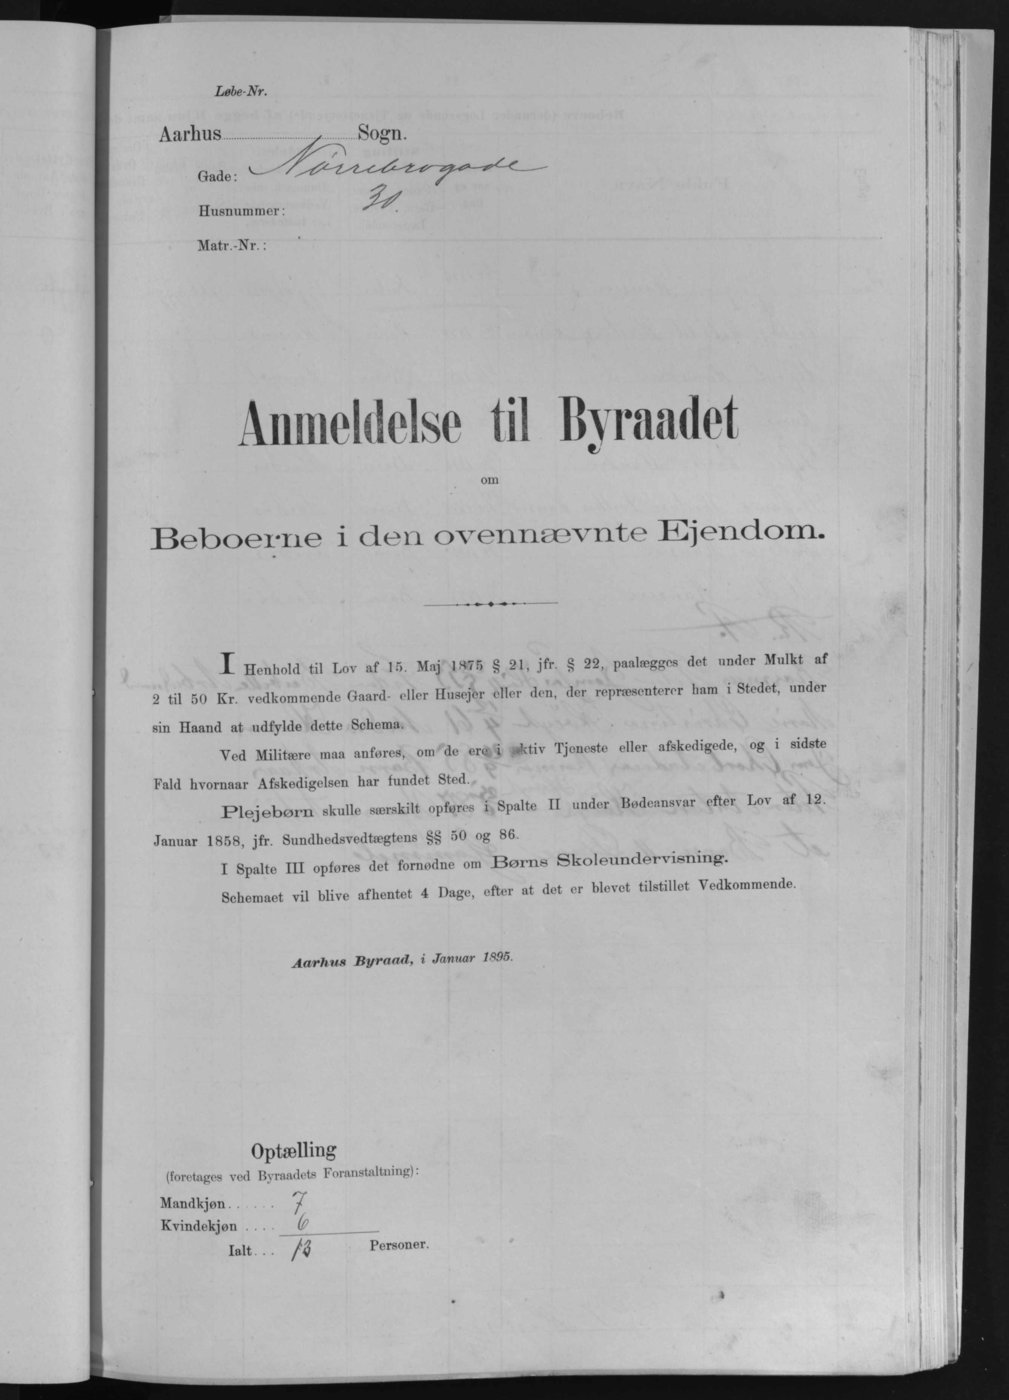 Løbe-Nr.
Aarhus Sogn.
Gade: Nörrebrogade
Husnummer: 30.
Matr.-Nr.:
Anmeldelse til Byraadet
om
Beboerne i den ovennævnte Ejendom.
I Henhold til Lov af 15. Maj 1875 § 21, jfr. § 22, paalægges det under Mulkt af
2 til 50 Kr. vedkommende Gaard- eller Husejer eller den, der repræsenterer ham i Stedet, under
sin Haand at udfylde dette Schema.
Ved Militære maa anføres, om de ere i aktiv Tjeneste eller afskedigede, og i sidste
Fald hvornaar Afskedigelsen har fundet Sted.
Plejebørn skulle særskilt opføres i Spalte II under Bødeansvar efter Lov af 12.
Januar 1858, jfr. Sundhedsvedtægtens §§ 50 og 86.
I Spalte III opføres det fornødne om Børns Skoleundervisning.
Schemaet vil blive afhentet 4 Dage, efter at det er blevet tilstillet Vedkommende.
Aarhus Byraad, i Januar 1895.
Optælling
(foretages ved Byraadets Foranstaltning):
Mandkjøn...... 7
Kvindekjøn .... 6
Ialt... 13 Personer.